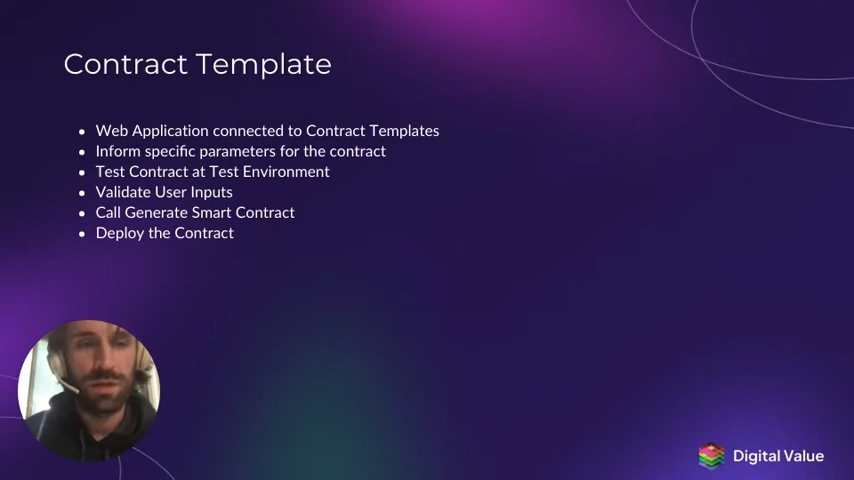 Contract Template
Web Application connected to Contract Templates
Inform specific parameters for the contract
Test Contract at Test Environment
Validate User Inputs
Call Generate Smart Contract
Deploy the Contract
Digital Value